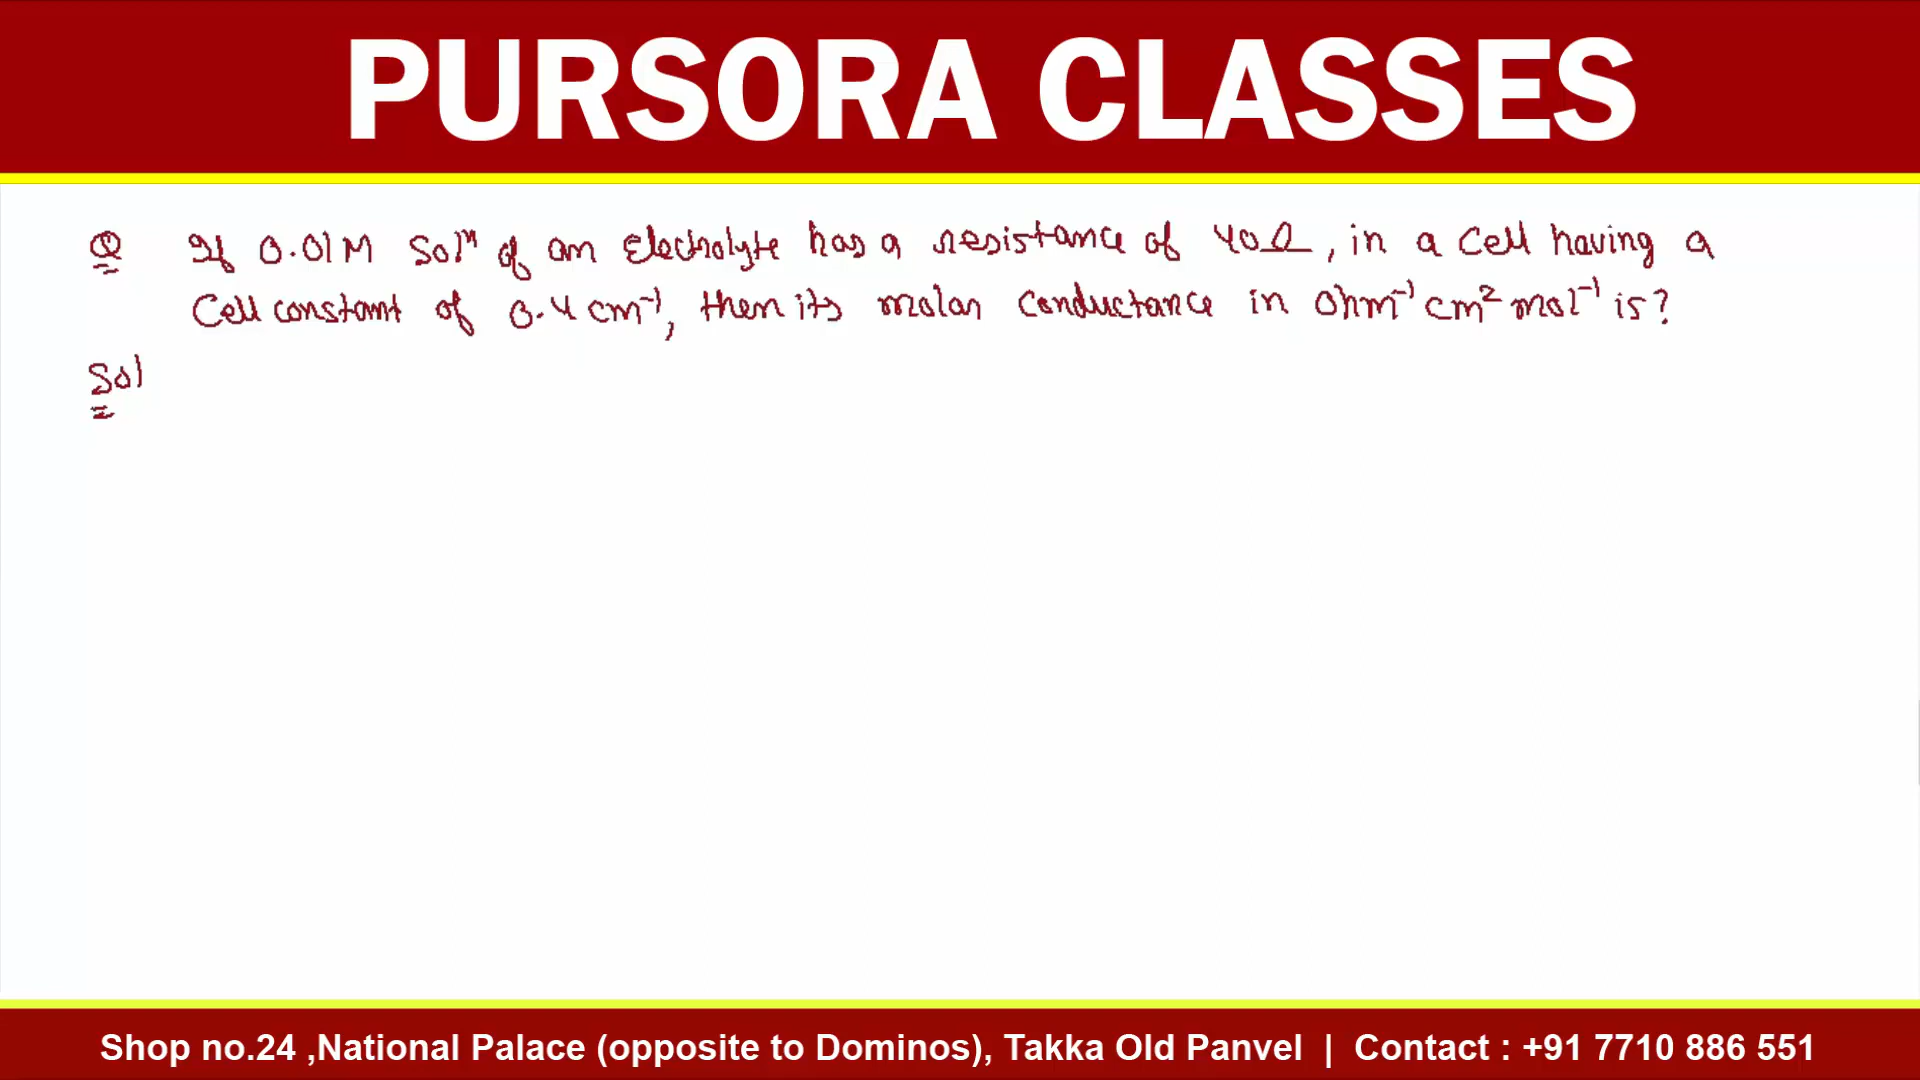 PURSORA CLASSES
Q If 0.01M Solⁿ of an Electrolyte has a resistance of 40Ω, in a Cell having a
Cell constant of 0.4 cm⁻¹, then its molar conductance in Ohm⁻¹ cm² mol⁻¹ is?
Sol
Shop no.24 ,National Palace (opposite to Dominos), Takka Old Panvel | Contact : +91 7710 886 551